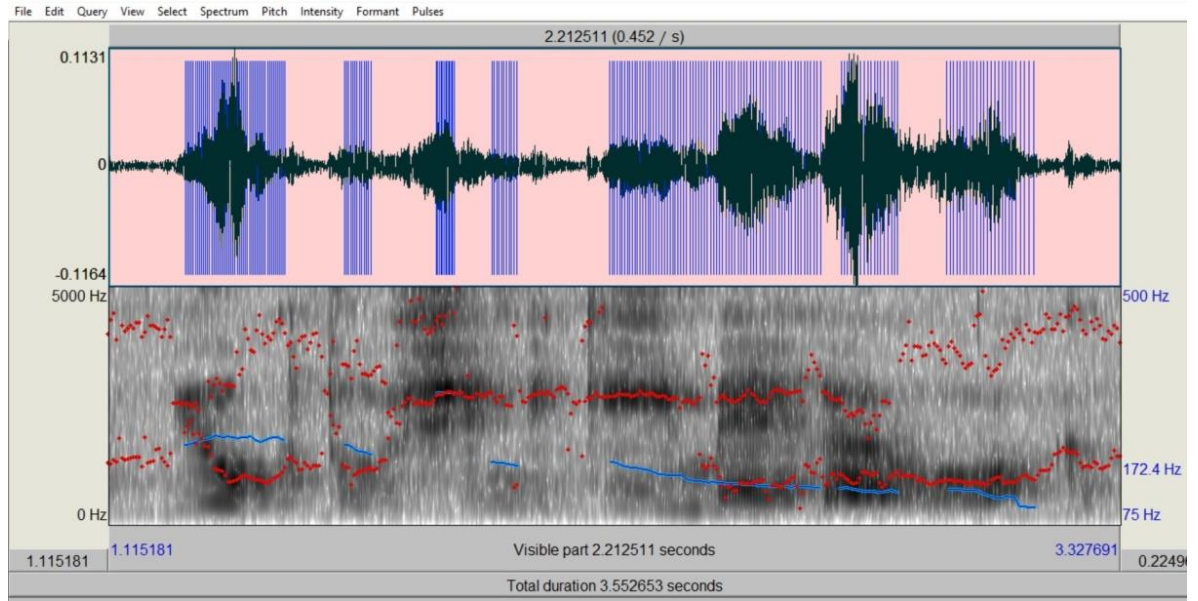 File Edit Query View Select Spectrum Pitch Intensity Formant Pulses
2.212511 (0.452 / s)
0.1131
0
-0.1164
5000 Hz 500 Hz
172.4 Hz
0 Hz 75 Hz
1.115181 Visible part 2.212511 seconds 3.327691
1.115181 0.22496
Total duration 3.552653 seconds